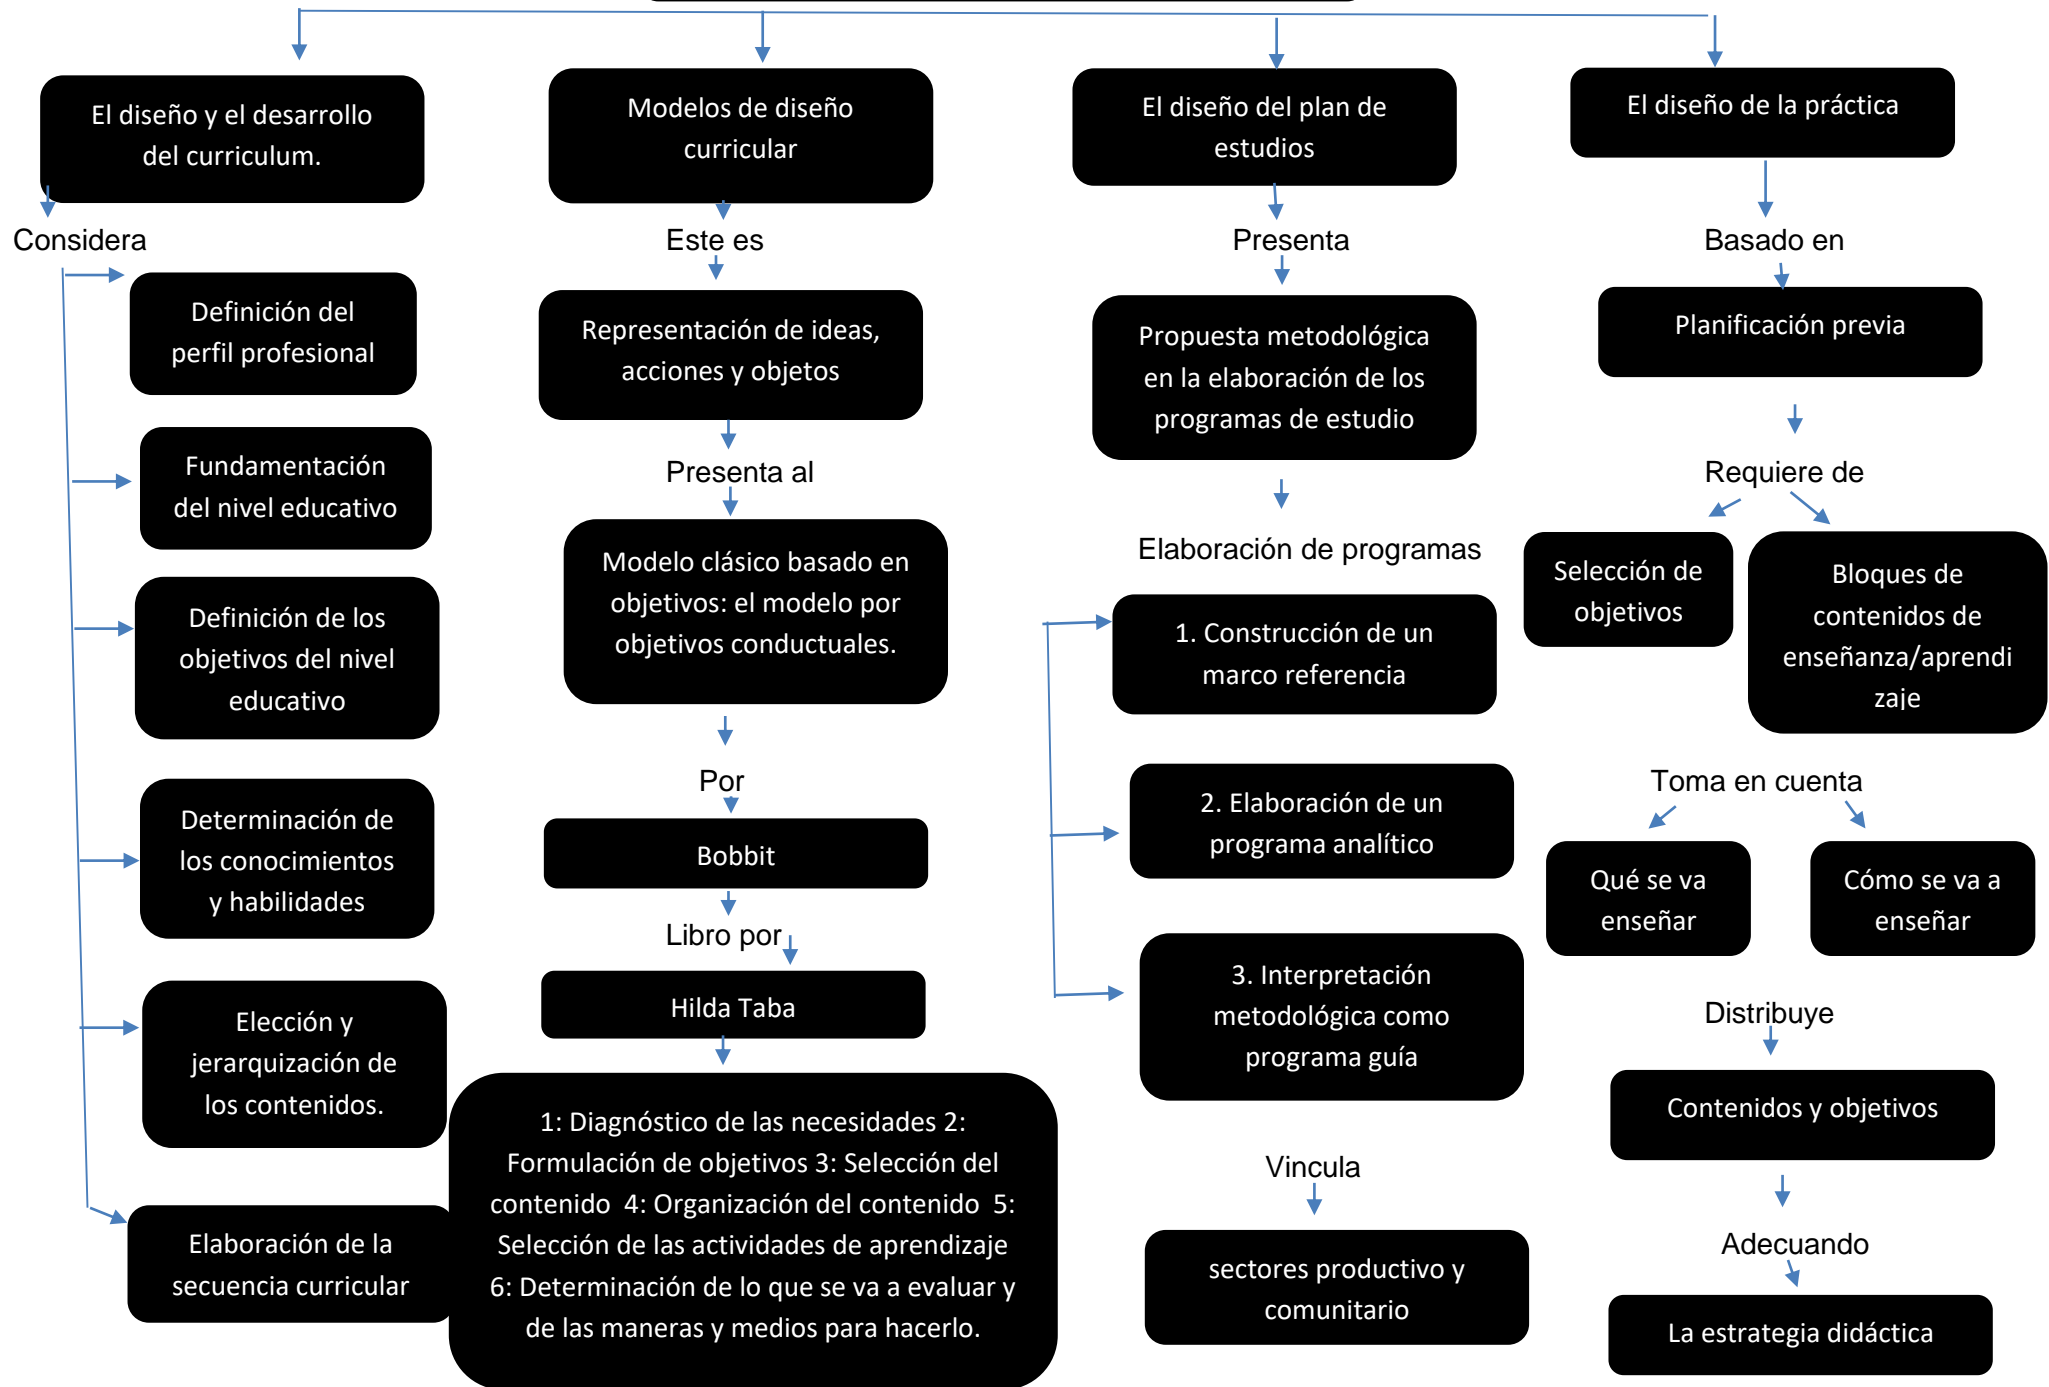 El diseño y el desarrollo
del curriculum.
Considera
Definición del
perfil profesional
Fundamentación
del nivel educativo
Definición de los
objetivos del nivel
educativo
Determinación de
los conocimientos
y habilidades
Elección y
jerarquización de
los contenidos.
Elaboración de la
secuencia curricular
Modelos de diseño
curricular
Este es
Representación de ideas,
acciones y objetos
Presenta al
Modelo clásico basado en
objetivos: el modelo por
objetivos conductuales.
Por
Bobbit
Libro por
Hilda Taba
1: Diagnóstico de las necesidades 2:
Formulación de objetivos 3: Selección del
contenido  4: Organización del contenido  5:
Selección de las actividades de aprendizaje
6: Determinación de lo que se va a evaluar y
de las maneras y medios para hacerlo.
El diseño del plan de
estudios
Presenta
Propuesta metodológica
en la elaboración de los
programas de estudio
Elaboración de programas
1. Construcción de un
marco referencia
2. Elaboración de un
programa analítico
3. Interpretación
metodológica como
programa guía
Vincula
sectores productivo y
comunitario
El diseño de la práctica
Basado en
Planificación previa
Requiere de
Selección de
objetivos
Bloques de
contenidos de
enseñanza/aprendi
zaje
Toma en cuenta
Qué se va
enseñar
Cómo se va a
enseñar
Distribuye
Contenidos y objetivos
Adecuando
La estrategia didáctica